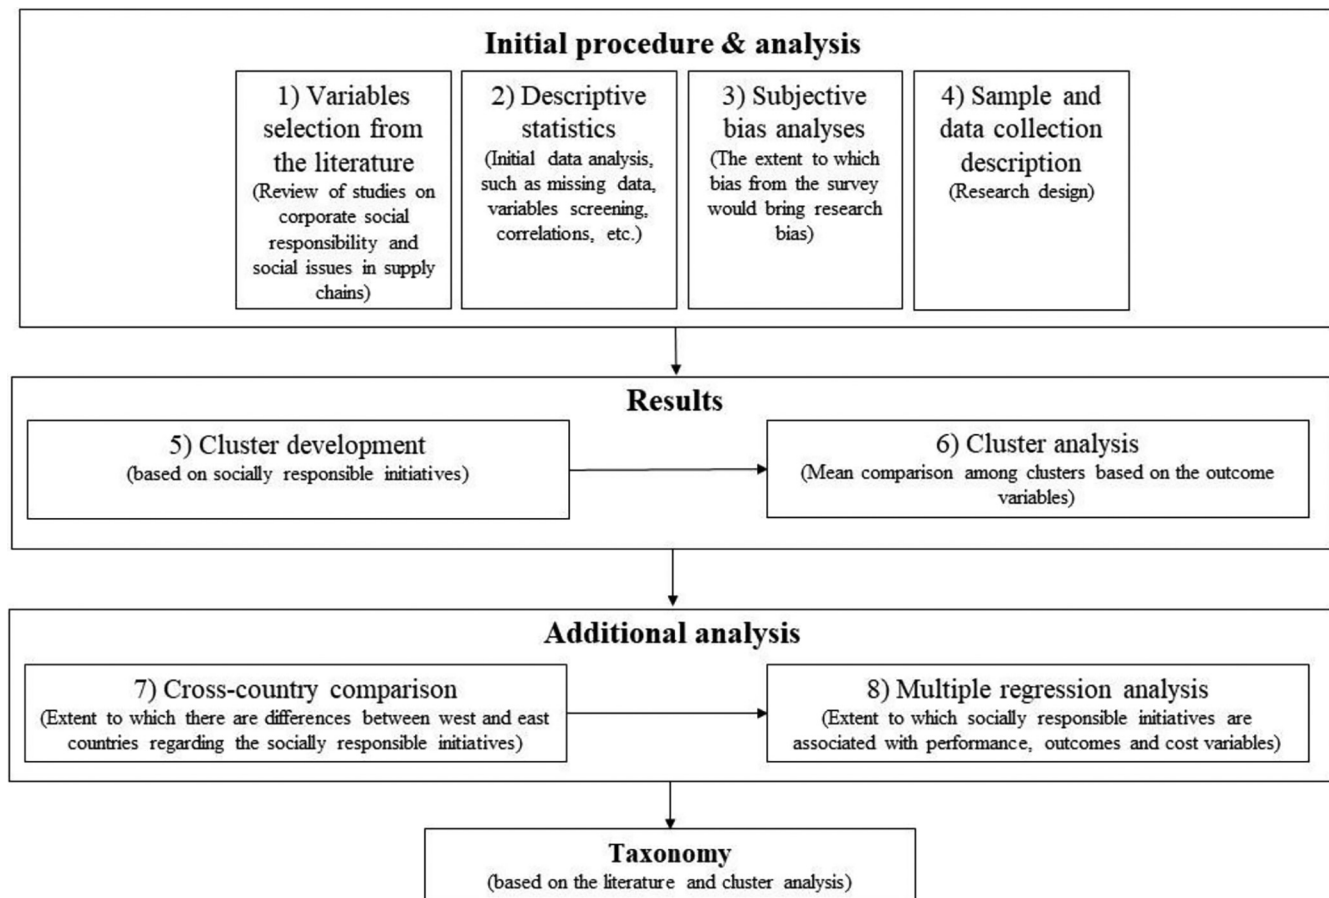 Initial procedure & analysis
1) Variables
selection from
the literature
(Review of studies on
corporate social
responsibility and
social issues in supply
chains)
2) Descriptive
statistics
(Initial data analysis,
such as missing data,
variables screening,
correlations, etc.)
3) Subjective
bias analyses
(The extent to which
bias from the survey
would bring research
bias)
4) Sample and
data collection
description
(Research design)
Results
5) Cluster development
(based on socially responsible initiatives)
6) Cluster analysis
(Mean comparison among clusters based on the outcome
variables)
Additional analysis
7) Cross-country comparison
(Extent to which there are differences between west and east
countries regarding the socially responsible initiatives)
8) Multiple regression analysis
(Extent to which socially responsible initiatives are
associated with performance, outcomes and cost variables)
Taxonomy
(based on the literature and cluster analysis)